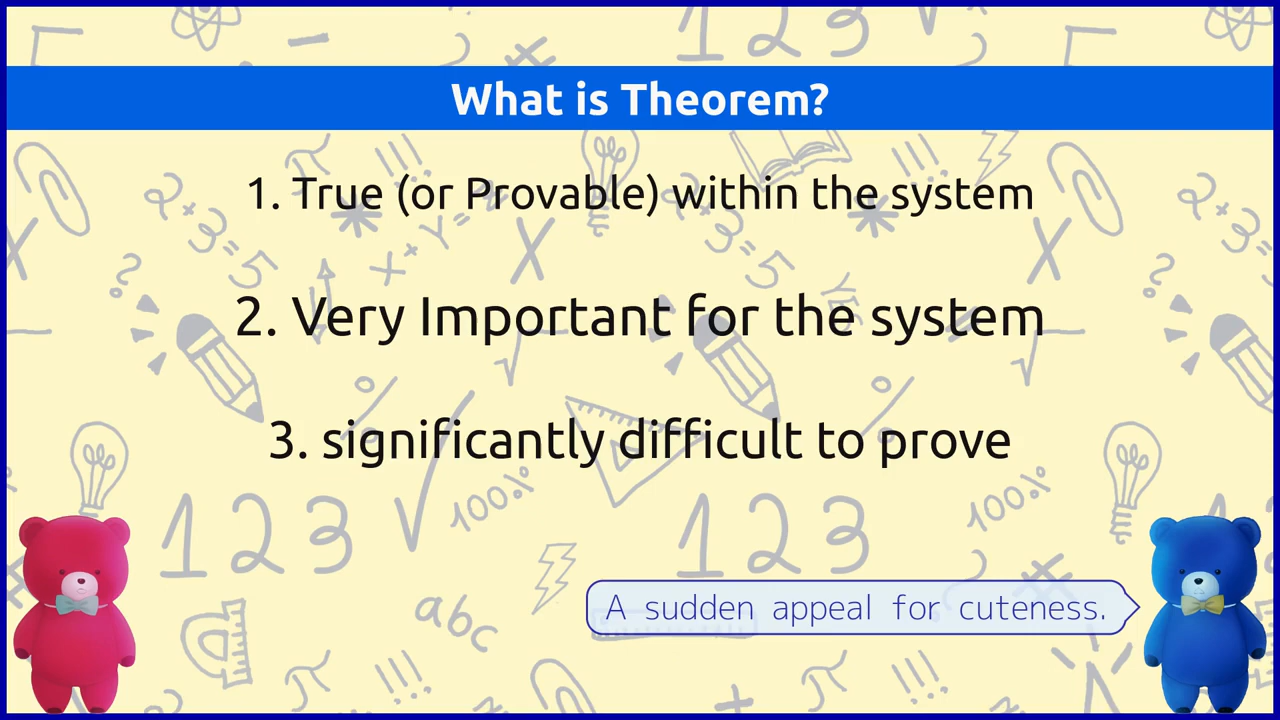 What is Theorem?
1. True (or Provable) within the system
2. Very Important for the system
3. significantly difficult to prove
A sudden appeal for cuteness.